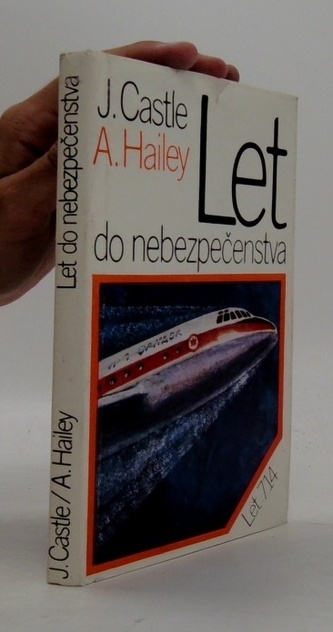 J. Castle
A. Hailey
Let
do nebezpečenstva
Let 714
Let do nebezpečenstva
J. Castle / A. Hailey